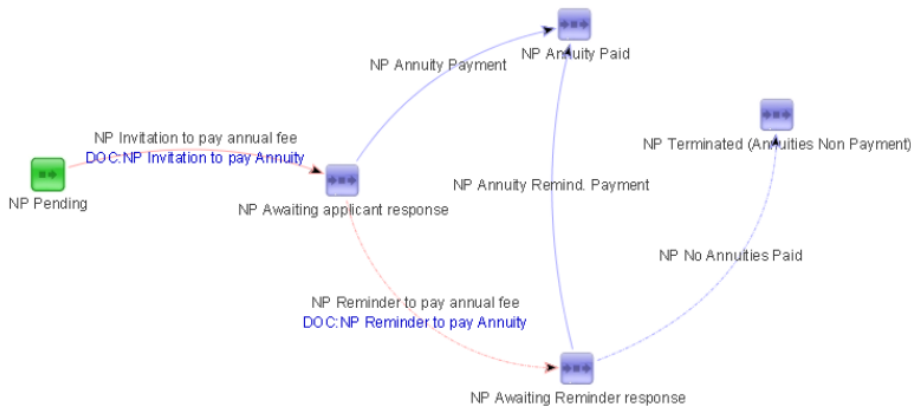 NP Annuity Paid
NP Annuity Payment
NP Invitation to pay annual fee
DOC:NP Invitation to pay Annuity
NP Terminated (Annuities Non Payment)
NP Pending
NP Awaiting applicant response
NP Annuity Remind. Payment
NP No Annuities Paid
NP Reminder to pay annual fee
DOC:NP Reminder to pay Annuity
NP Awaiting Reminder response